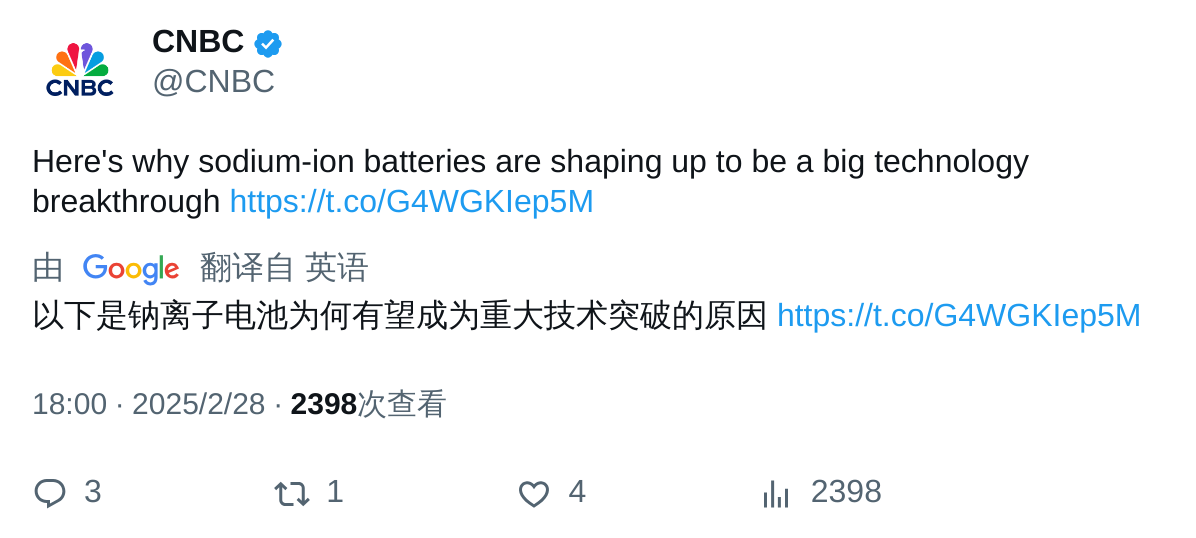 CNBC
CNBC
@CNBC
Here's why sodium-ion batteries are shaping up to be a big technology
breakthrough https://t.co/G4WGKIep5M
由 Google 翻译自 英语
以下是钠离子电池为何有望成为重大技术突破的原因 https://t.co/G4WGKIep5M
18:00 · 2025/2/28 · 2398次查看
3 1 4 2398